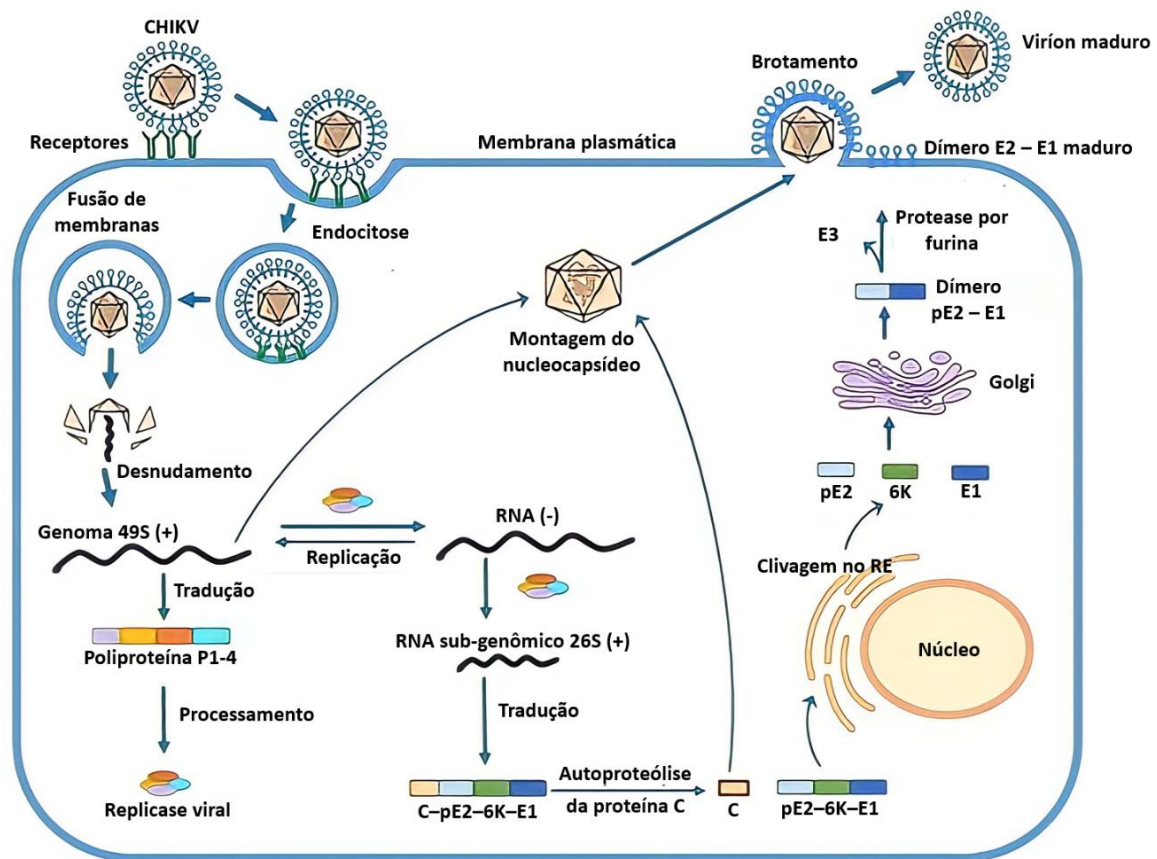 CHIKV
Receptores
Fusão de
membranas
Endocitose
Membrana plasmática
Brotamento
Viríon maduro
Dímero E2 – E1 maduro
E3
Protease por
furina
Dímero
pE2 – E1
Golgi
pE2
6K
E1
Montagem do
nucleocapsídeo
Desnudamento
Genoma 49S (+)
Replicação
RNA (-)
Tradução
Poliproteína P1-4
Processamento
Replicase viral
RNA sub-genômico 26S (+)
Tradução
C–pE2–6K–E1
Autoproteólise
da proteína C
C
pE2–6K–E1
Clivagem no RE
Núcleo